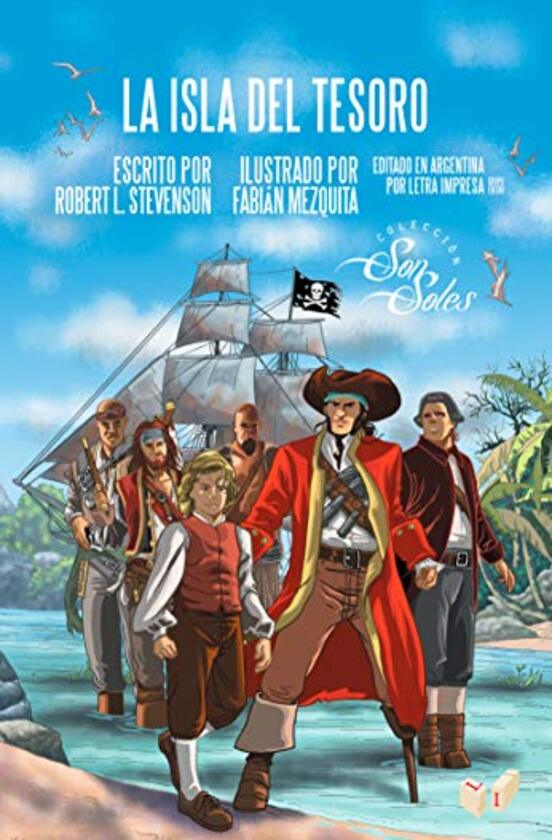 LA ISLA DEL TESORO
ESCRITO POR
ROBERT L. STEVENSON
ILUSTRADO POR
FABIÁN MEZQUITA
EDITADO EN ARGENTINA
POR LETRA IMPRESA
COLECCIÓN
Son
Soles
L I